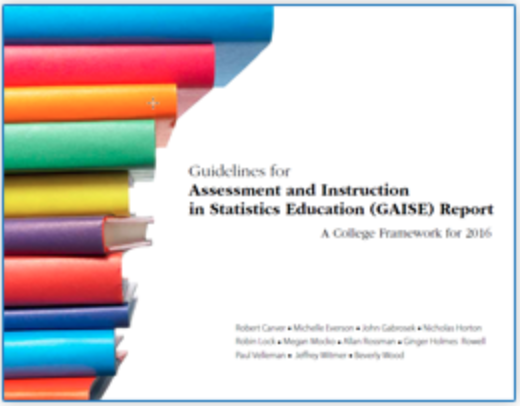 Guidelines for
Assessment and Instruction
in Statistics Education (GAISE) Report
A College Framework for 2016
Robert Carver • Michelle Everson • John Gabrosek • Nicholas Horton
Robin Lock • Megan Mocko • Allan Rossman • Ginger Holmes Rowell
Paul Velleman • Jeffrey Witmer • Beverly Wood